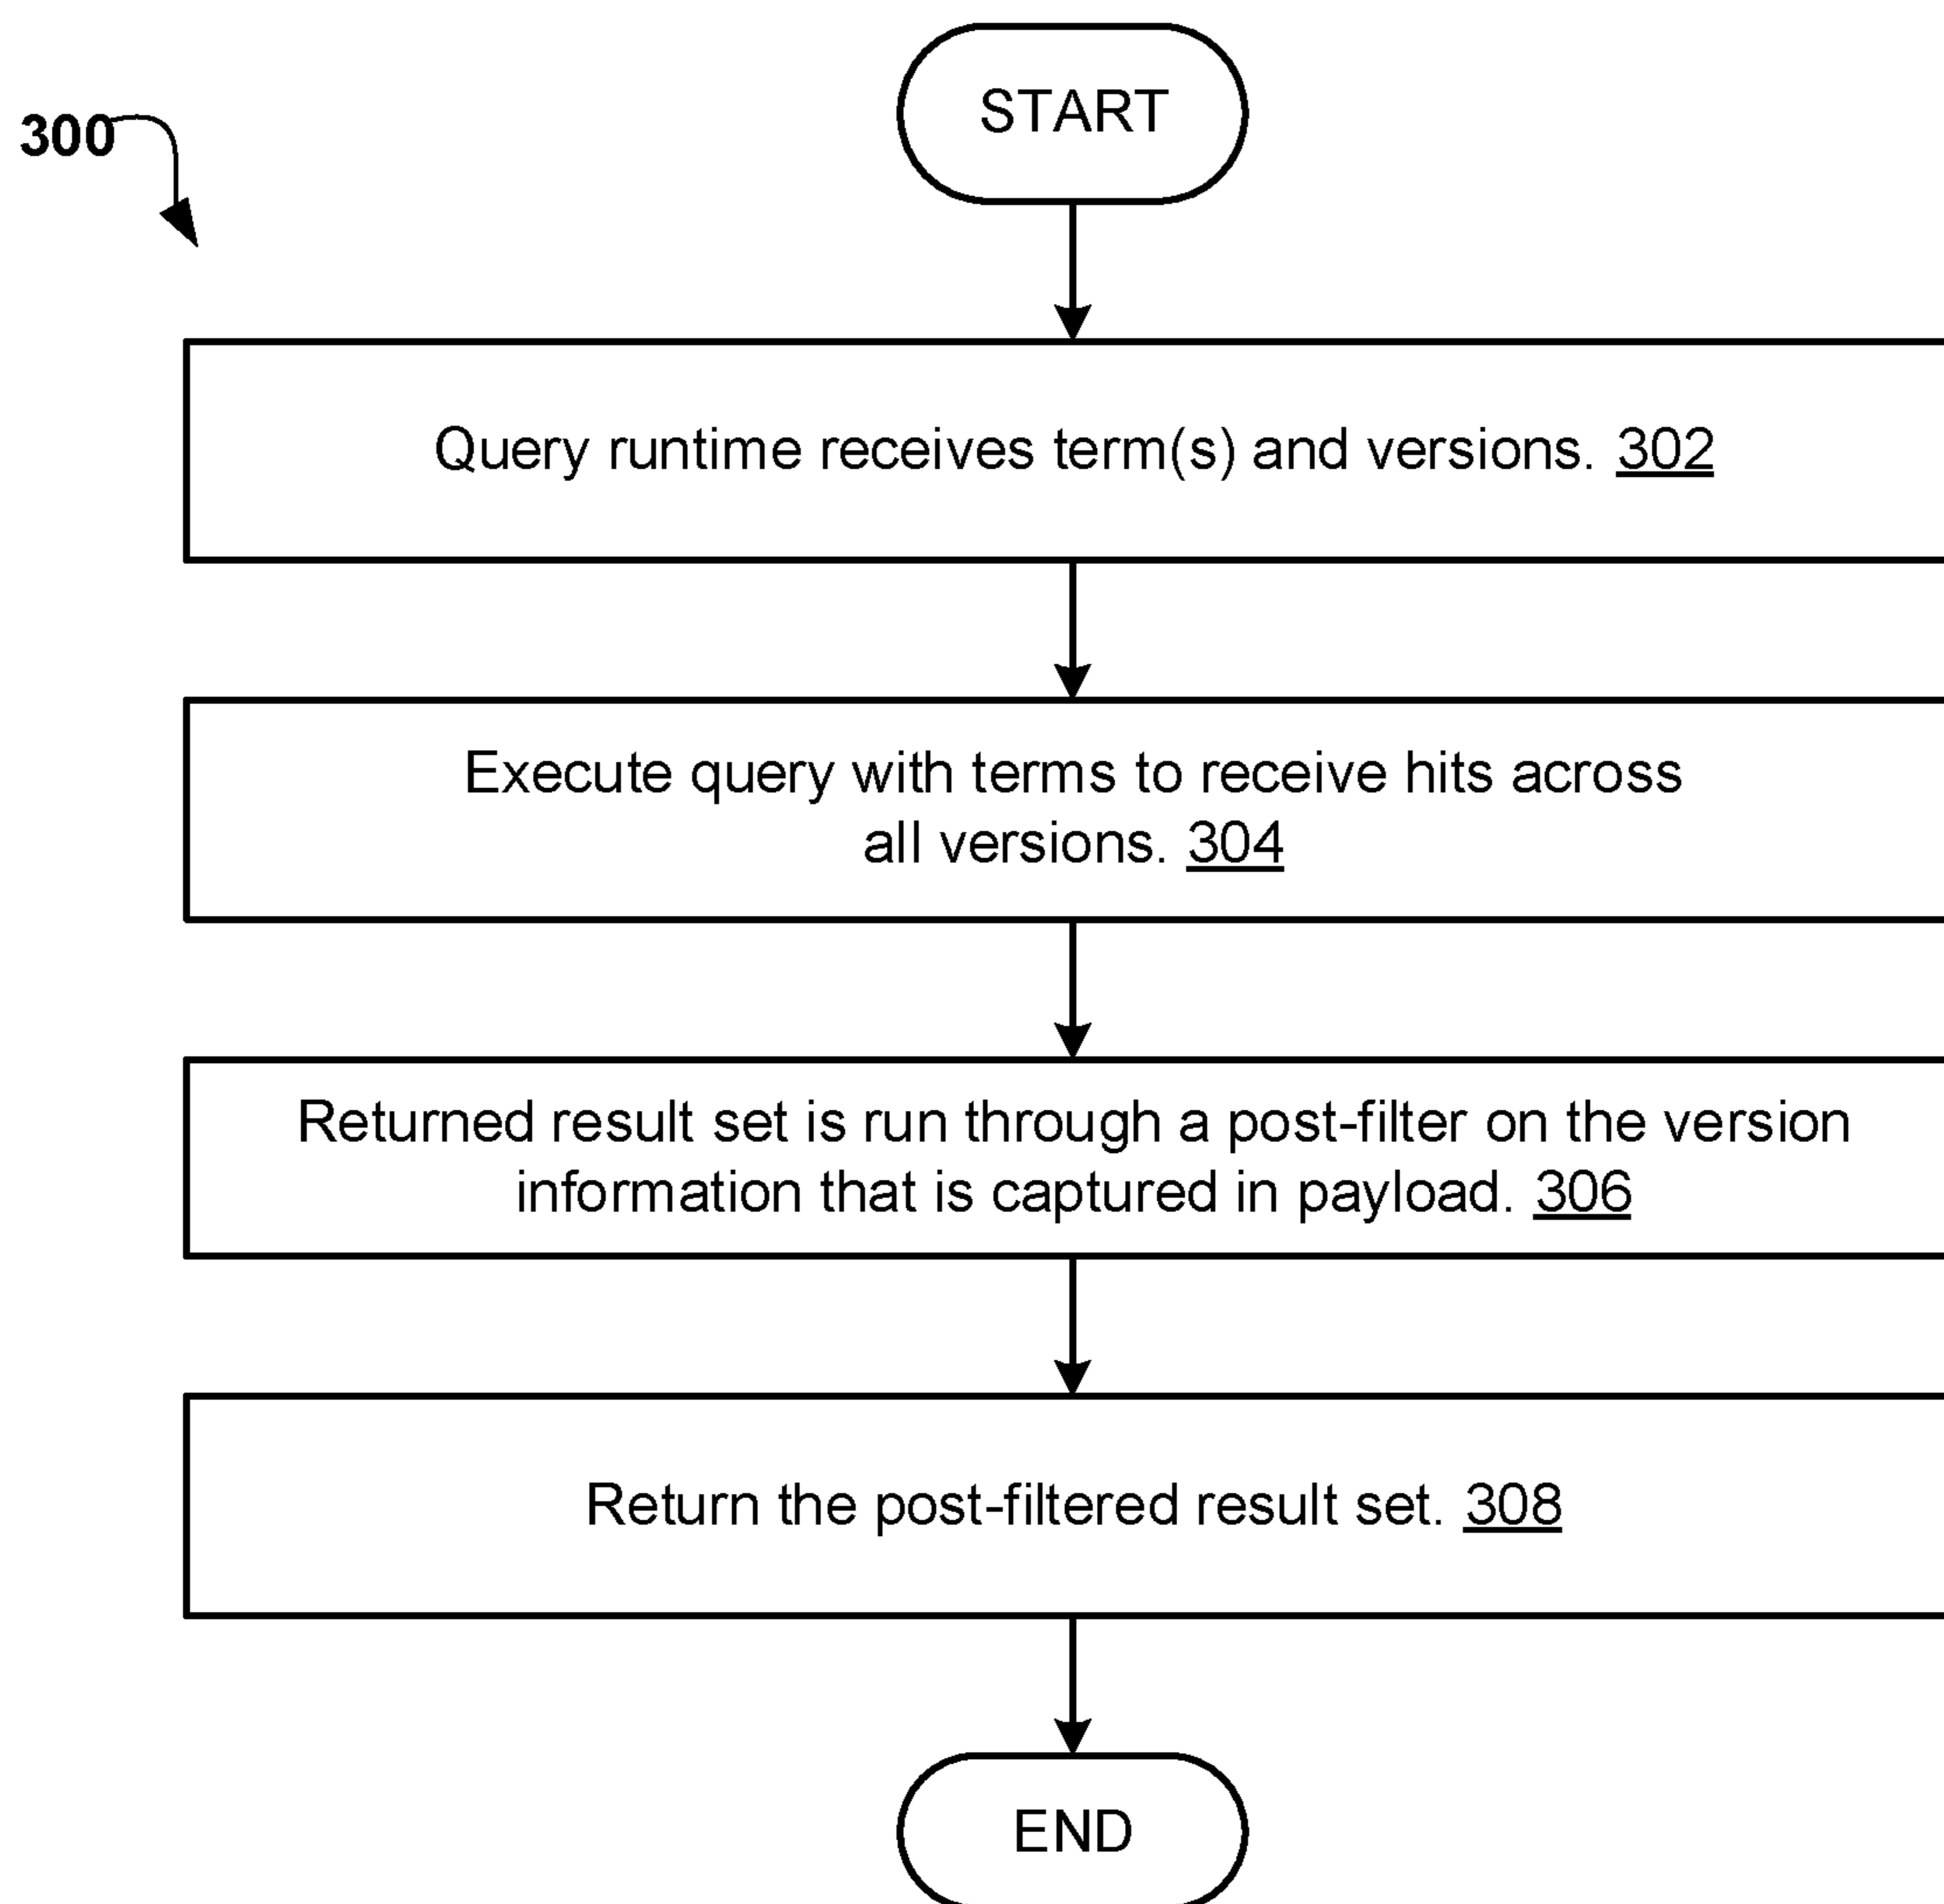 START
300
Query runtime receives term(s) and versions. 302
Execute query with terms to receive hits across
all versions. 304
Returned result set is run through a post-filter on the version
information that is captured in payload. 306
Return the post-filtered result set. 308
END